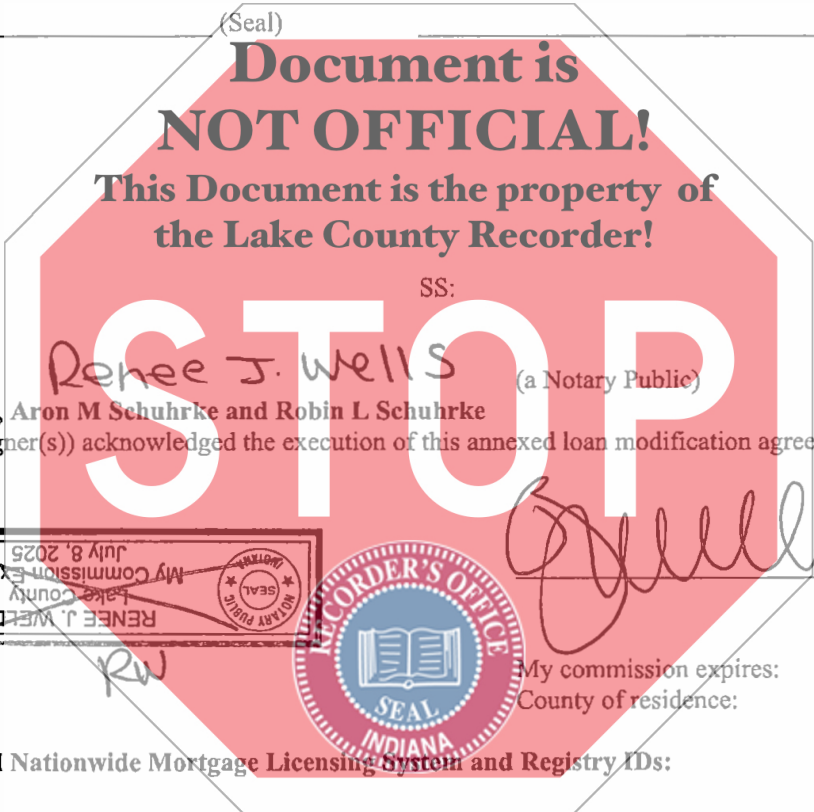 (Seal)
Document is
NOT OFFICIAL!
This Document is the property of
the Lake County Recorder!
SS:
STOP
Renee J. Wells
(a Notary Public)
Aron M Schuhrke and Robin L Schuhrke
ner(s)) acknowledged the execution of this annexed loan modification agree
RENEE J. WEL
Lake County
My Commission Ex
July 8, 2025
NOTARY PUBLIC
SEAL
INDIANA
RW
RECORDER'S OFFICE
SEAL
INDIANA
My commission expires:
County of residence:
Nationwide Mortgage Licensing System and Registry IDs: